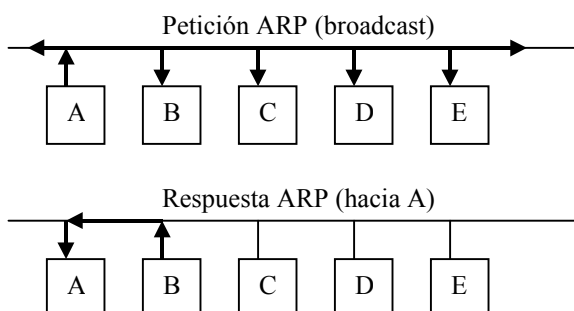 Petición ARP (broadcast)
A B C D E
Respuesta ARP (hacia A)
A B C D E